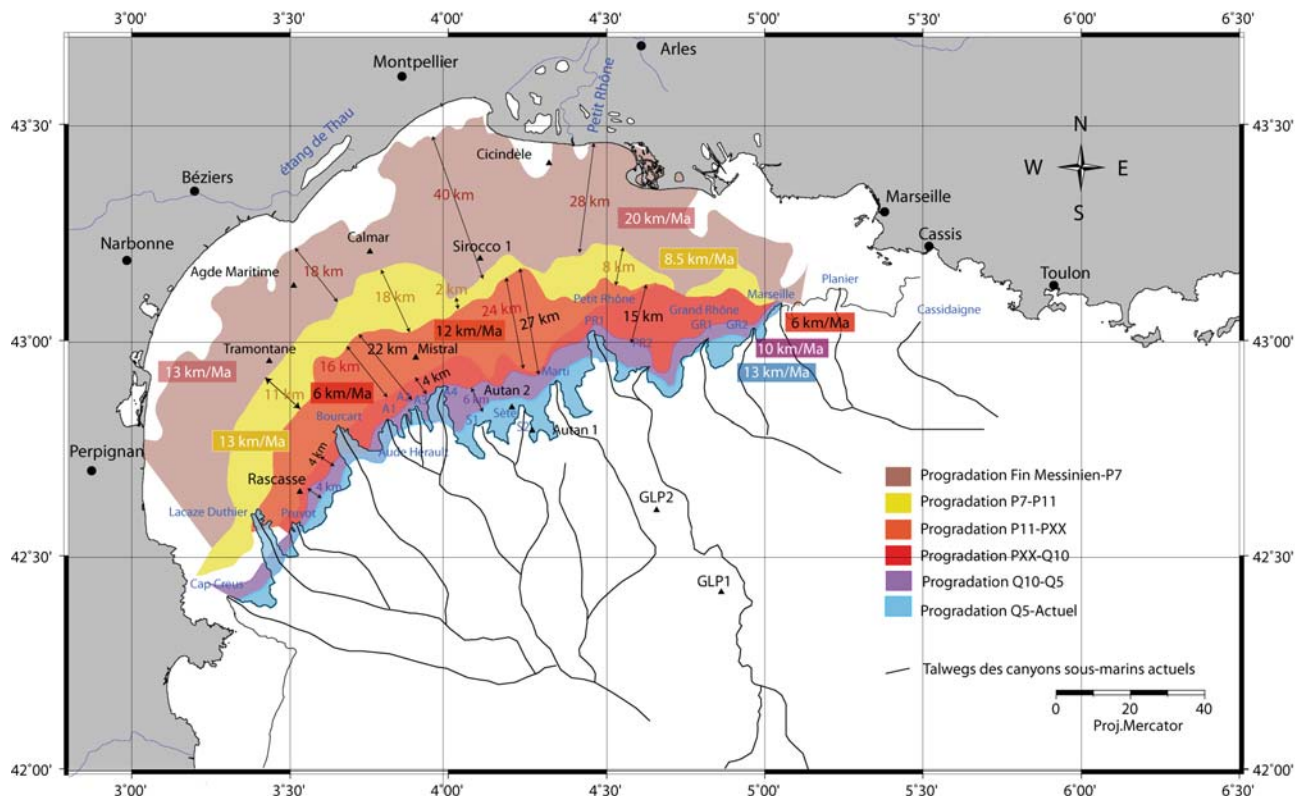 3°00' 3°30' 4°00' 4°30' 5°00' 5°30' 6°00' 6°30'
Arles
Montpellier
Petit Rhône
43°30' 43°30'
étang de Thau
Cicindèle
N
W E
S
Béziers
40 km
28 km
Marseille
20 km/Ma
Narbonne
Calmar
Sirocco 1
Cassis
Agde Maritime
18 km
8 km
8.5 km/Ma
Toulon
18 km
2 km
Planier
Petit Rhône
Marseille
24 km
27 km
PR1
15 km
Grand Rhône
GR1 GR2
Cassidaigne
12 km/Ma
6 km/Ma
43°00' 43°00'
Tramontane
22 km
Mistral
PR2
10 km/Ma
13 km/Ma
16 km
4 km
Marti
13 km/Ma
11 km
6 km/Ma
A1 A2 A3 A4
6 km
Autan 2
Bourcart
S1
Sète
S2
Autan 1
13 km/Ma
Perpignan
4 km
Aude Hérault
Rascasse
4 km
GLP2
Lacaze Duthier
Pruvot
42°30' 42°30'
Cap Creus
GLP1
Progradation Fin Messinien-P7
Progradation P7-P11
Progradation P11-PXX
Progradation PXX-Q10
Progradation Q10-Q5
Progradation Q5-Actuel
Talwegs des canyons sous-marins actuels
0 20 40
Proj.Mercator
42°00' 42°00'
3°00' 3°30' 4°00' 4°30' 5°00' 5°30' 6°00' 6°30'